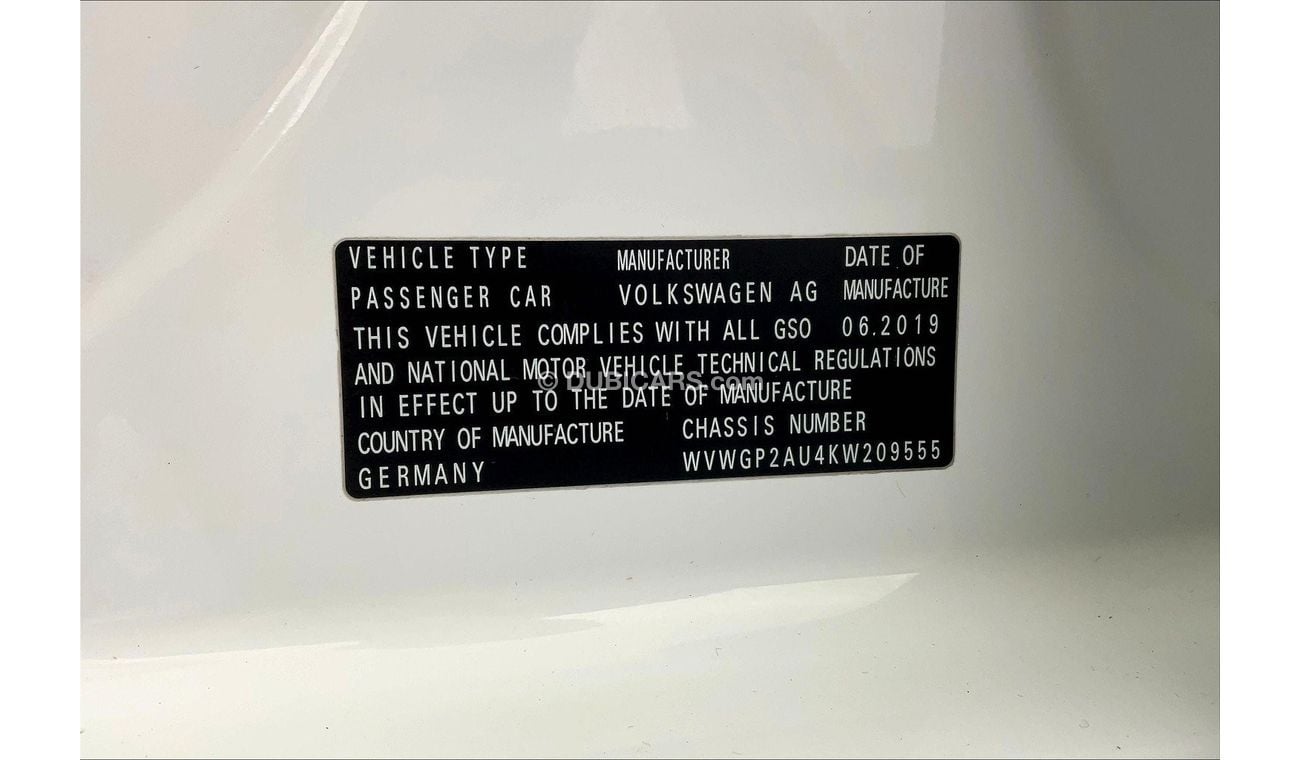 VEHICLE TYPE MANUFACTURER DATE OF
PASSENGER CAR VOLKSWAGEN AG MANUFACTURE
THIS VEHICLE COMPLIES WITH ALL GSO 06.2019
AND NATIONAL MOTOR VEHICLE TECHNICAL REGULATIONS
© DUBICARS.com
IN EFFECT UP TO THE DATE OF MANUFACTURE
COUNTRY OF MANUFACTURE CHASSIS NUMBER
GERMANY WVWGP2AU4KW209555